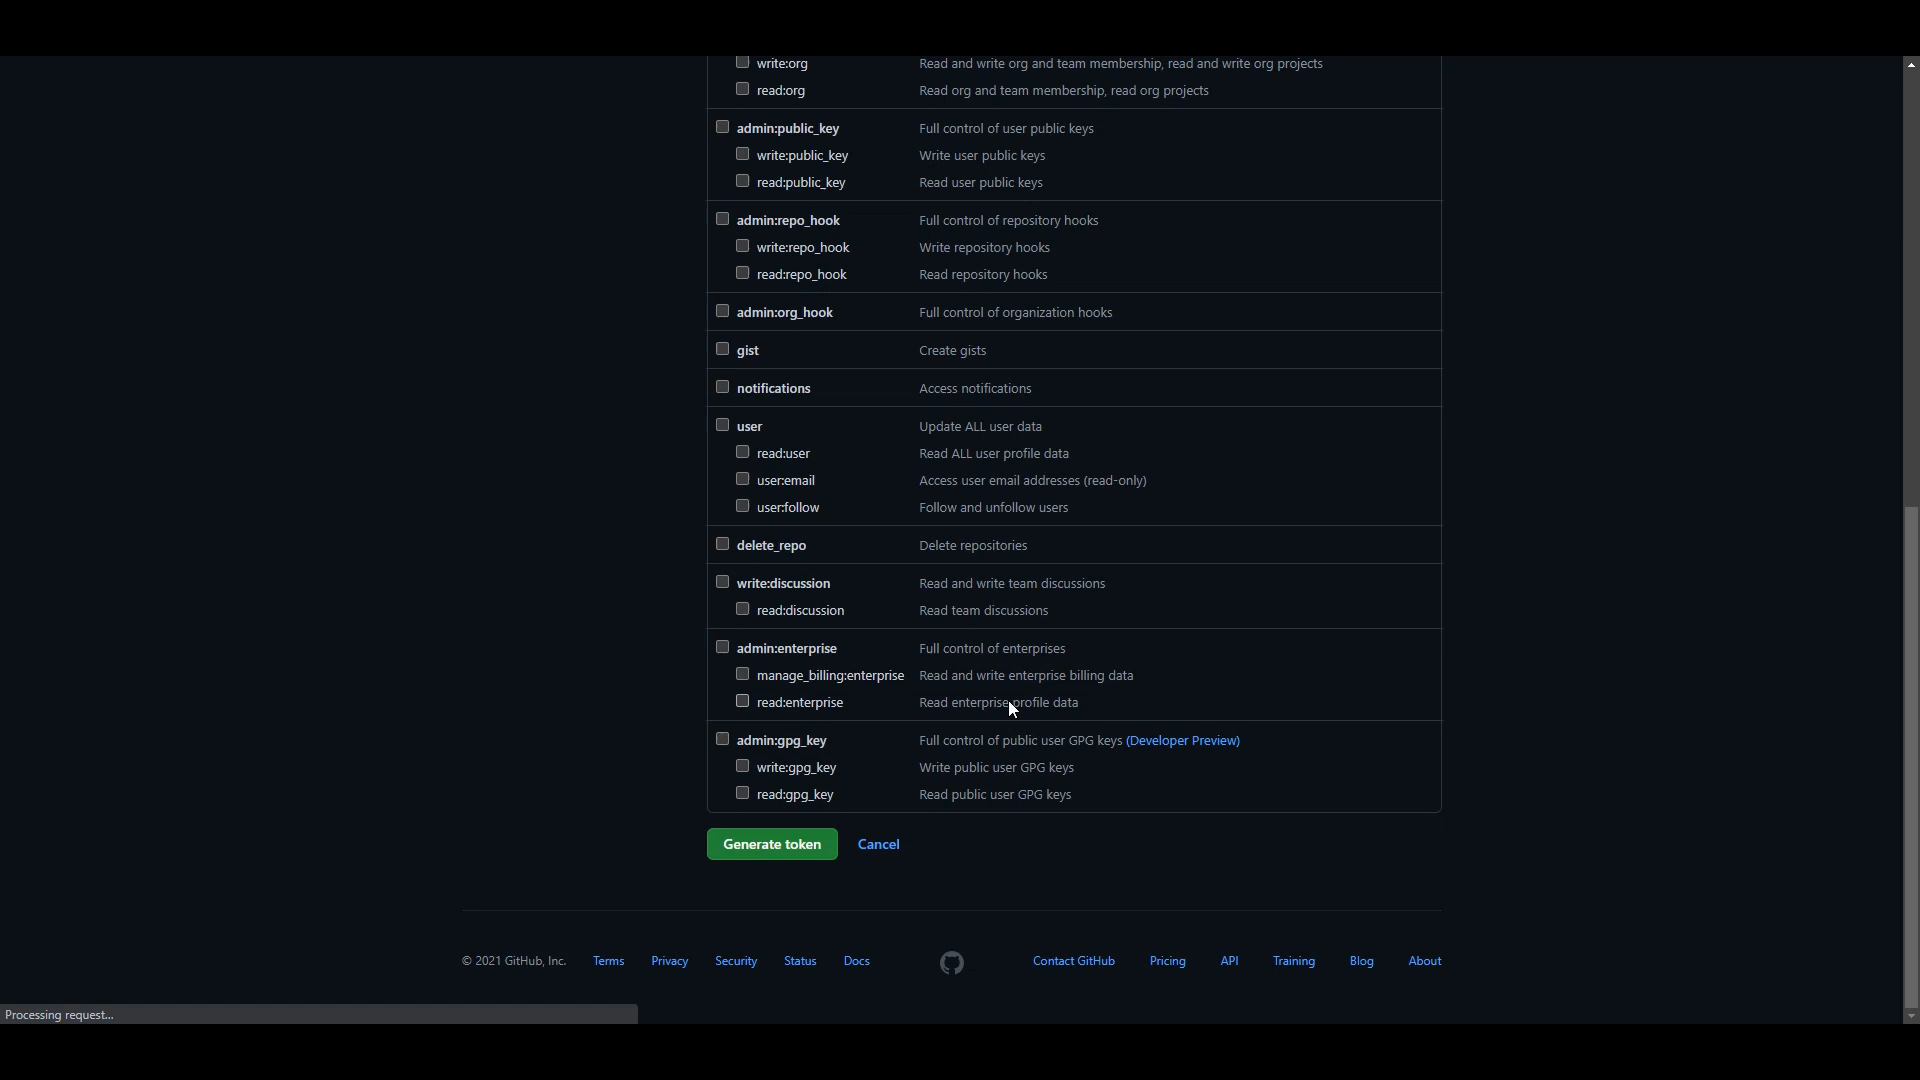 write:org Read and write org and team membership, read and write org projects
read:org Read org and team membership, read org projects
admin:public_key Full control of user public keys
write:public_key Write user public keys
read:public_key Read user public keys
admin:repo_hook Full control of repository hooks
write:repo_hook Write repository hooks
read:repo_hook Read repository hooks
admin:org_hook Full control of organization hooks
gist Create gists
notifications Access notifications
user Update ALL user data
read:user Read ALL user profile data
user:email Access user email addresses (read-only)
user:follow Follow and unfollow users
delete_repo Delete repositories
write:discussion Read and write team discussions
read:discussion Read team discussions
admin:enterprise Full control of enterprises
manage_billing:enterprise Read and write enterprise billing data
read:enterprise Read enterprise profile data
admin:gpg_key Full control of public user GPG keys (Developer Preview)
write:gpg_key Write public user GPG keys
read:gpg_key Read public user GPG keys
Generate token Cancel
© 2021 GitHub, Inc. Terms Privacy Security Status Docs Contact GitHub Pricing API Training Blog About
Processing request...